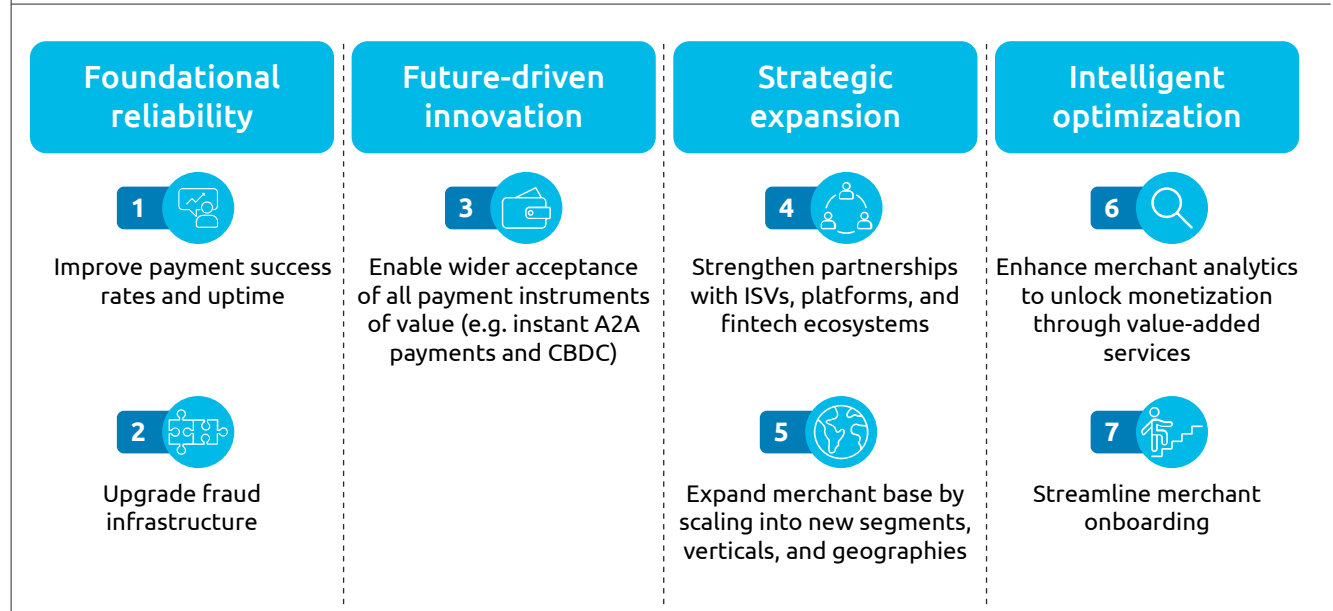 Foundational
reliability
1
Improve payment success
rates and uptime
2
Upgrade fraud
infrastructure
Future-driven
innovation
3
Enable wider acceptance
of all payment instruments
of value (e.g. instant A2A
payments and CBDC)
Strategic
expansion
4
Strengthen partnerships
with ISVs, platforms, and
fintech ecosystems
5
Expand merchant base by
scaling into new segments,
verticals, and geographies
Intelligent
optimization
6
Enhance merchant analytics
to unlock monetization
through value-added
services
7
Streamline merchant
onboarding